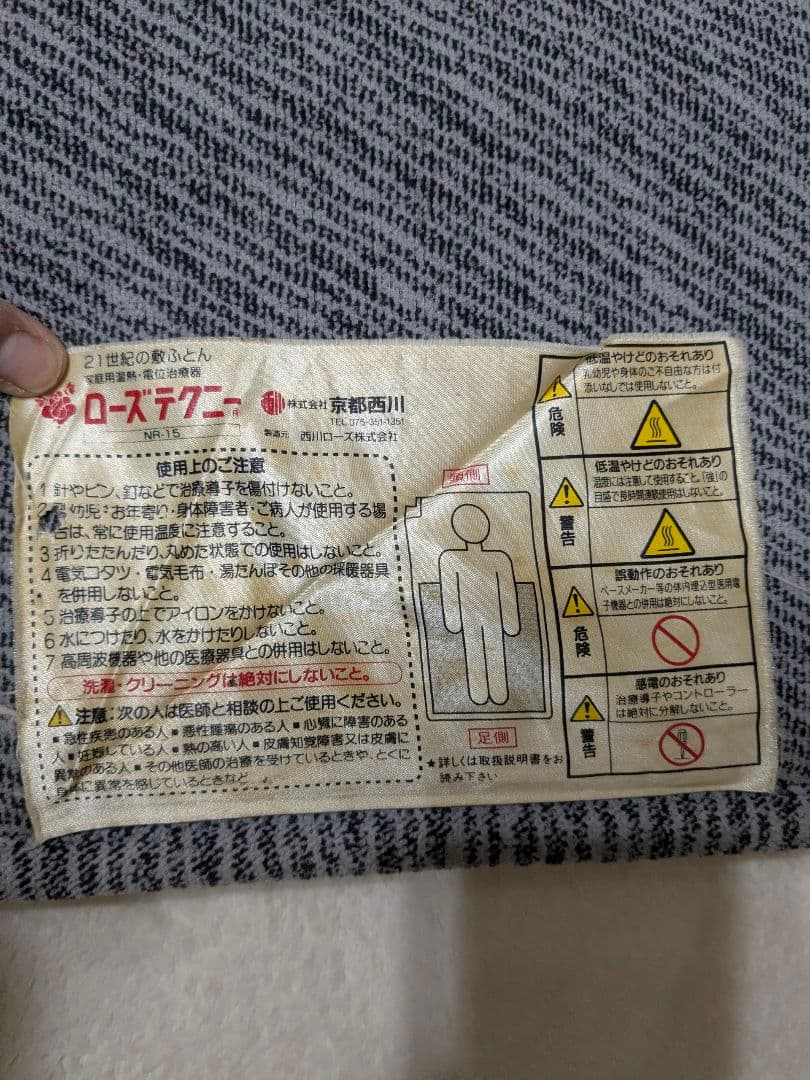 21世紀の敷ふとん
家庭用温熱・電位治療器
ローズテクニー
R
NR-15
西川
株式会社 京都西川
TEL 075-351-1351
製造元 西川ローズ株式会社
使用上のご注意
1 針やピン、釘などで治療導子を傷付けないこと。
2 幼児・お年寄り・身体障害者・ご病人が使用する場
合は、常に使用温度に注意すること。
3 折りたたんだり、丸めた状態での使用はしないこと。
4 電気コタツ・電気毛布・湯たんぽその他の採暖器具
を併用しないこと。
5 治療導子の上でアイロンをかけないこと。
6 水につけたり、水をかけたりしないこと。
7 高周波機器や他の医療器具との併用はしないこと。
洗濯・クリーニングは絶対にしないこと。
注意:次の人は医師と相談の上ご使用ください。
■急性疾患のある人■悪性腫瘍のある人■心臓に障害のある
人■妊娠している人■熱の高い人■皮膚知覚障害又は皮膚に
異常のある人■その他医師の治療を受けているときや、とくに
身体に異常を感じているときなど
頭側
足側
★詳しくは取扱説明書をお
読み下さい
危険
低温やけどのおそれあり
乳幼児や身体のご不自由な方は付
添いなしでは使用しないこと。
警告
低温やけどのおそれあり
温度には注意して使用すること。「強」の
目盛で長時間連続使用はしないこと。
危険
誤動作のおそれあり
ペースメーカー等の体内埋込型医用電
子機器との併用は絶対にしないこと。
警告
感電のおそれあり
治療導子やコントローラー
は絶対に分解しないこと。